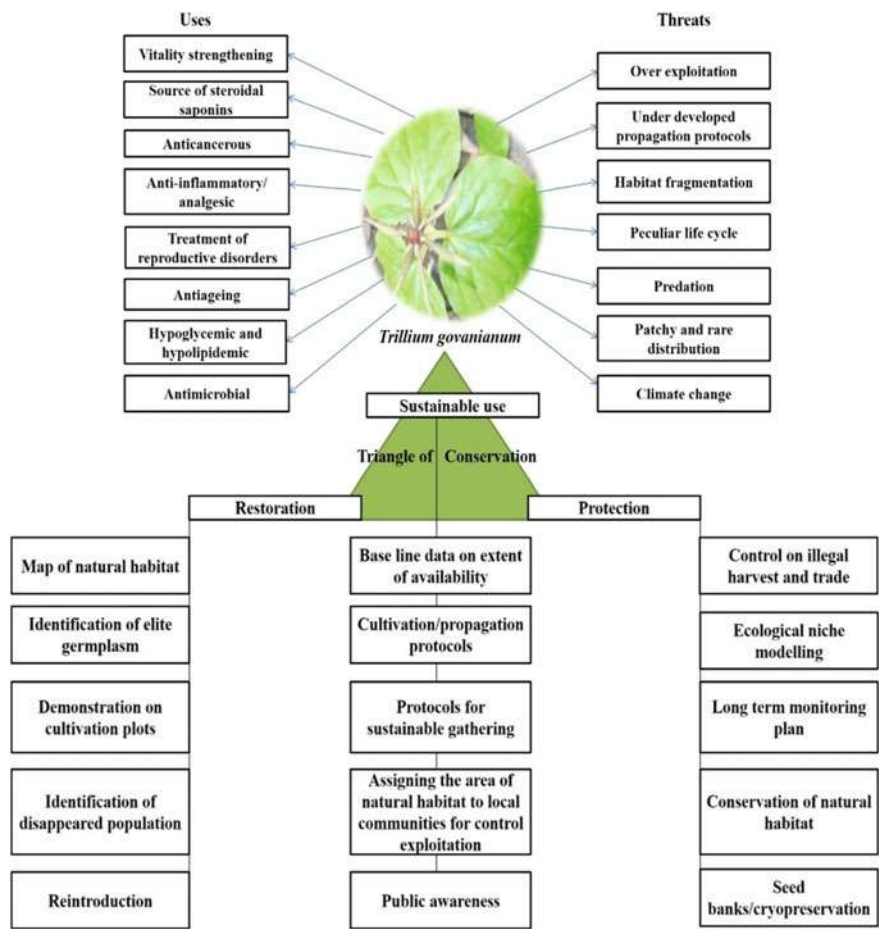 Uses
Vitality strengthening
Source of steroidal
saponins
Anticancerous
Anti-inflammatory/
analgesic
Treatment of
reproductive disorders
Antiageing
Hypoglycemic and
hypolipidemic
Antimicrobial
Threats
Over exploitation
Under developed
propagation protocols
Habitat fragmentation
Peculiar life cycle
Predation
Patchy and rare
distribution
Climate change
Trillium govanianum
Sustainable use
Triangle of Conservation
Restoration
Map of natural habitat
Identification of elite
germplasm
Demonstration on
cultivation plots
Identification of
disappeared population
Reintroduction
Base line data on extent
of availability
Cultivation/propagation
protocols
Protocols for
sustainable gathering
Assigning the area of
natural habitat to local
communities for control
exploitation
Public awareness
Protection
Control on illegal
harvest and trade
Ecological niche
modelling
Long term monitoring
plan
Conservation of natural
habitat
Seed
banks/cryopreservation